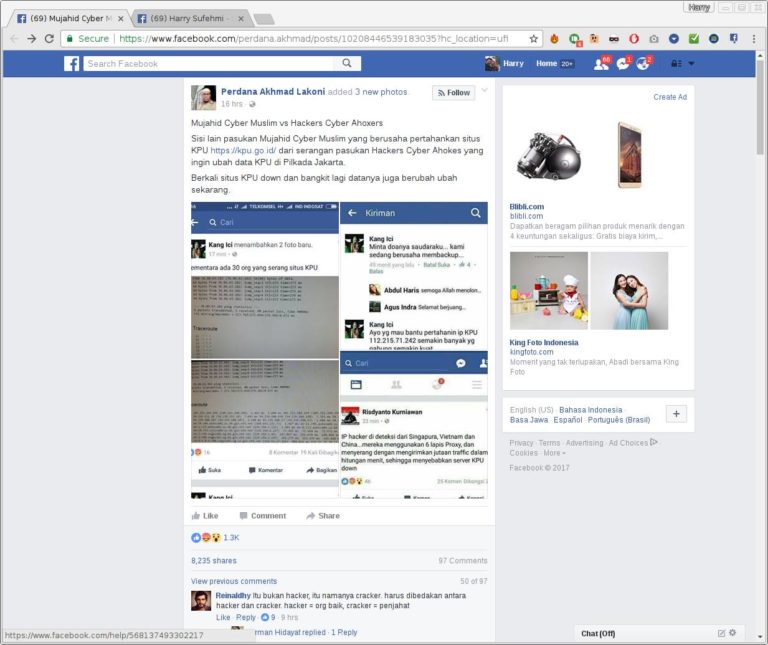 Harry
(69) Mujahid Cyber M
(69) Harry Sufehmi -
Secure
https://www.facebook.com/perdana.akhmad/posts/10208446539183035?hc_location=ufi
Search Facebook
Harry
Home 20+
66
1
2
Perdana Akhmad Lakoni added 3 new photos.
16 hrs ·
Follow
Mujahid Cyber Muslim vs Hackers Cyber Ahoxers
Sisi lain pasukan Mujahid Cyber Muslim yang berusaha pertahankan situs
KPU https://kpu.go.id/ dari serangan pasukan Hackers Cyber Ahokes yang
ingin ubah data KPU di Pilkada Jakarta.
Berkali situs KPU down dan bangkit lagi datanya juga berubah ubah
sekarang.
TELKOMSEL
IND INDOSAT
Cari
Kang Ici menambahkan 2 foto baru.
17 mnt ·
ementara ada 30 org yang serang situs KPU
Traceroute
16
8 Komentar 79 Kali Dibagik
Suka
Komentar
Bagikan
Kang Ici
Kiriman
Kang Ici
Minta doanya saudaraku... kami
sedang berusaha membackup...
49 menit yang lalu · Batal Suka · 4 ·
Balas
Abdul Haris semoga Allah menolon...
Agus Indra Selamat berjuang...
Kang Ici
Ayo yg mau bantu pertahanin ip KPU
112.215.71.242 semakin banyak yg
gabung semakin kuat
Cari
Risdyanto Kurniawan
33 mnt ·
IP hacker di deteksi dari Singapura, Vietnam dan
China...mereka menggunakan 6 lapis Proxy, dan
menyerang dengan mengirimkan jutaan traffic dalam
hitungan menit, sehingga menyebabkan server KPU
down
46
25 Komen
Suka
Komen
Like
Comment
Share
1.3K
8,235 shares
97 Comments
View previous comments
50 of 97
Reinaldhy Itu bukan hacker, itu namanya cracker. harus dibedakan antara
hacker dan cracker. hacker = org baik, cracker = penjahat
Like · Reply · 9 · 9 hrs
rman Hidayat replied · 1 Reply
https://www.facebook.com/help/568137493302217
Create Ad
Blibli.com
blibli.com
Dapatkan beragam pilihan produk menarik dengan
4 keuntungan sekaligus: Gratis biaya kirim,...
King Foto Indonesia
kingfoto.com
Moment yang tak terlupakan, Abadi bersama King
Foto
English (US) · Bahasa Indonesia ·
Basa Jawa · Español · Português (Brasil)
Privacy · Terms · Advertising · Ad Choices
Cookies · More
Facebook © 2017
Chat (Off)